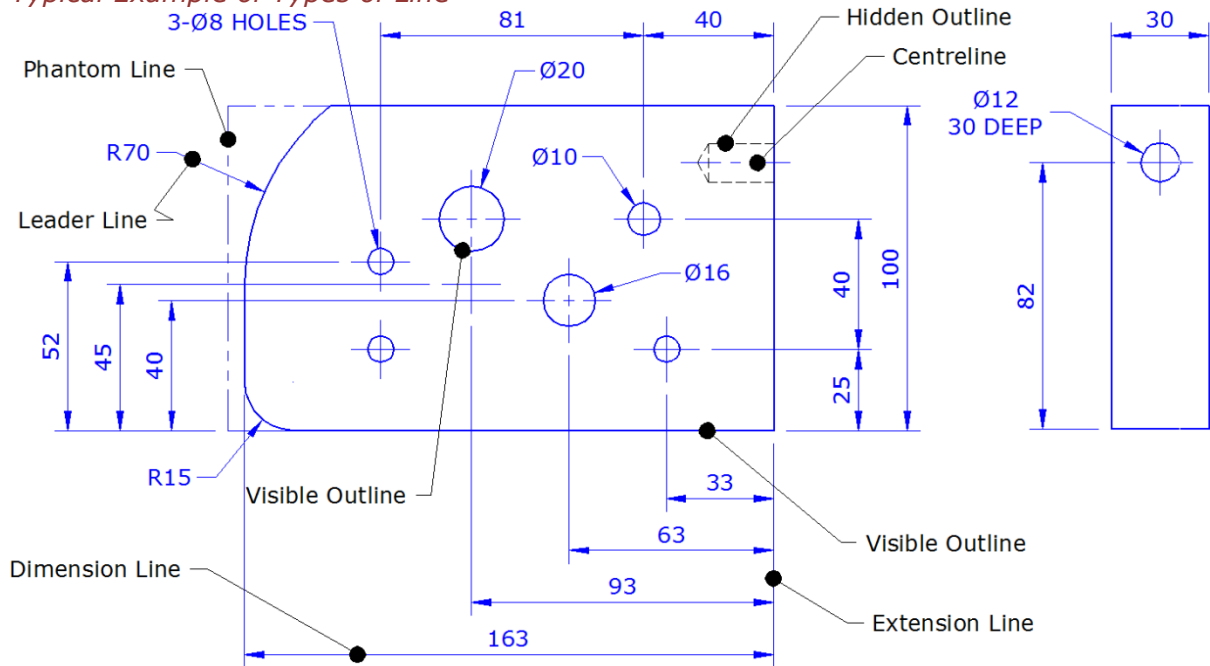 Typical Example of Types of Line
3-Ø8 HOLES
81
40
Hidden Outline
30
Phantom Line
Ø20
Centreline
Ø12
30 DEEP
R70
Ø10
Leader Line
Ø16
40
100
82
52
45
40
25
R15
Visible Outline
33
63
Visible Outline
Dimension Line
93
Extension Line
163